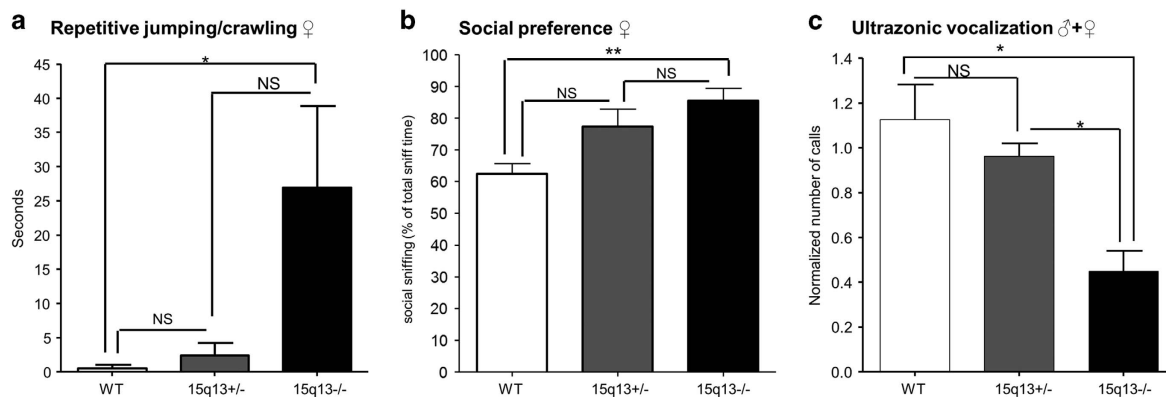 a Repetitive jumping/crawling ♀
45
40
35
30
25
20
15
10
5
0
Seconds
*
NS
NS
WT 15q13+/- 15q13-/-
b Social preference ♀
100
90
80
70
60
50
40
30
20
10
0
social sniffing (% of total sniff time)
**
NS
NS
WT 15q13+/- 15q13-/-
c Ultrazonic vocalization ♂+♀
1.4
1.2
1.0
0.8
0.6
0.4
0.2
0.0
Normalized number of calls
*
NS
*
WT 15q13+/- 15q13-/-